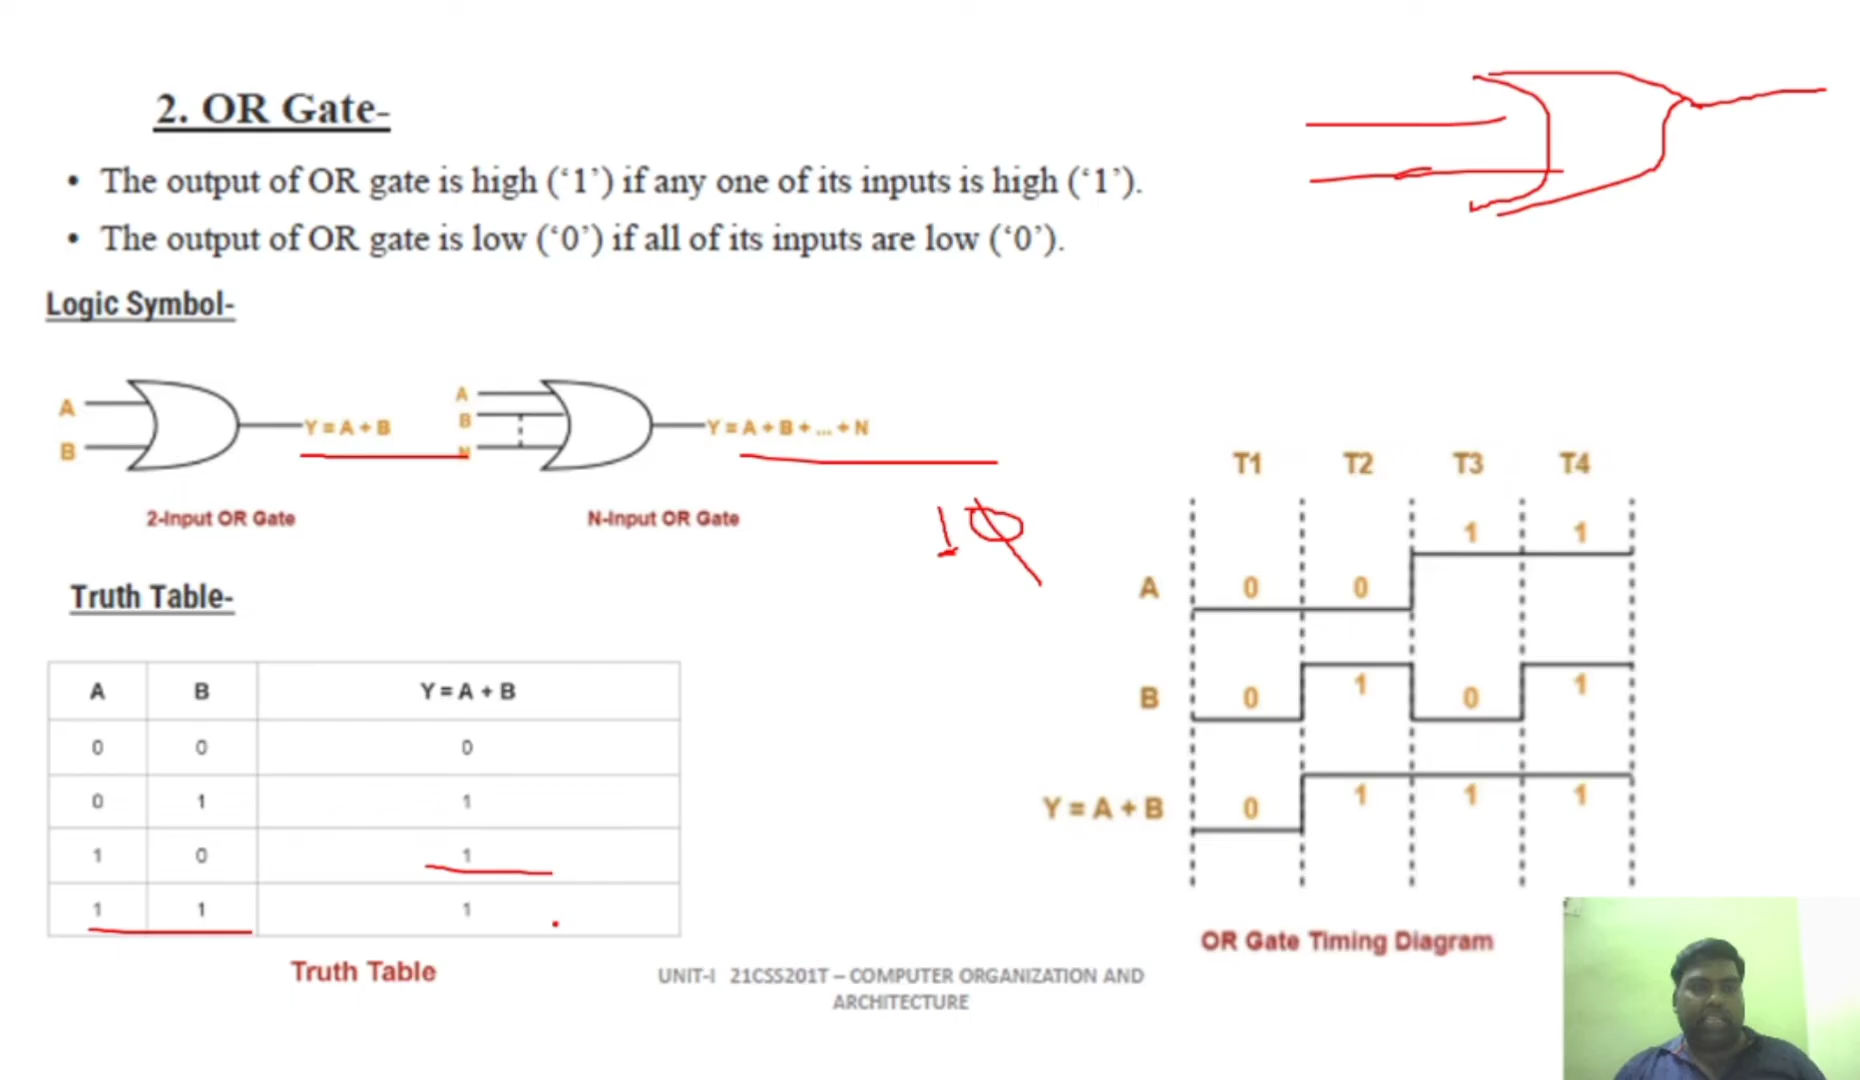 2. OR Gate-
• The output of OR gate is high (‘1’) if any one of its inputs is high (‘1’).
• The output of OR gate is low (‘0’) if all of its inputs are low (‘0’).
Logic Symbol-
A
B
Y = A + B
2-Input OR Gate
A
B
N
Y = A + B + ... + N
N-Input OR Gate
1 0
Truth Table-
A B Y = A + B
0 0 0
0 1 1
1 0 1
1 1 1
Truth Table
T1 T2 T3 T4
A 0 0 1 1
B 0 1 0 1
Y = A + B 0 1 1 1
OR Gate Timing Diagram
UNIT-I 21CSS201T – COMPUTER ORGANIZATION AND
ARCHITECTURE